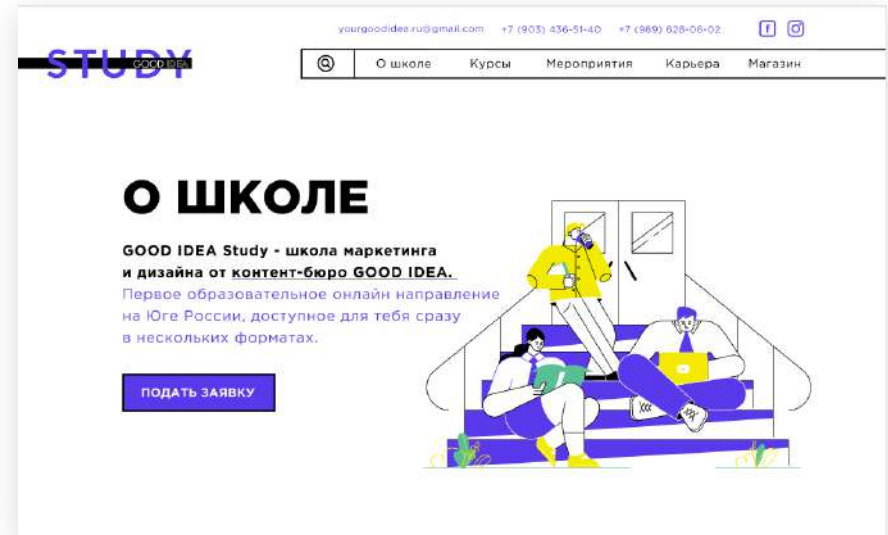 yourgoodidea.ru@gmail.com +7 (903) 436-51-40 +7 (989) 628-06-02
STUDY
GOOD IDEA
О школе Курсы Мероприятия Карьера Магазин
О ШКОЛЕ
GOOD IDEA Study - школа маркетинга
и дизайна от контент-бюро GOOD IDEA.
Первое образовательное онлайн направление
на Юге России, доступное для тебя сразу
в нескольких форматах.
ПОДАТЬ ЗАЯВКУ